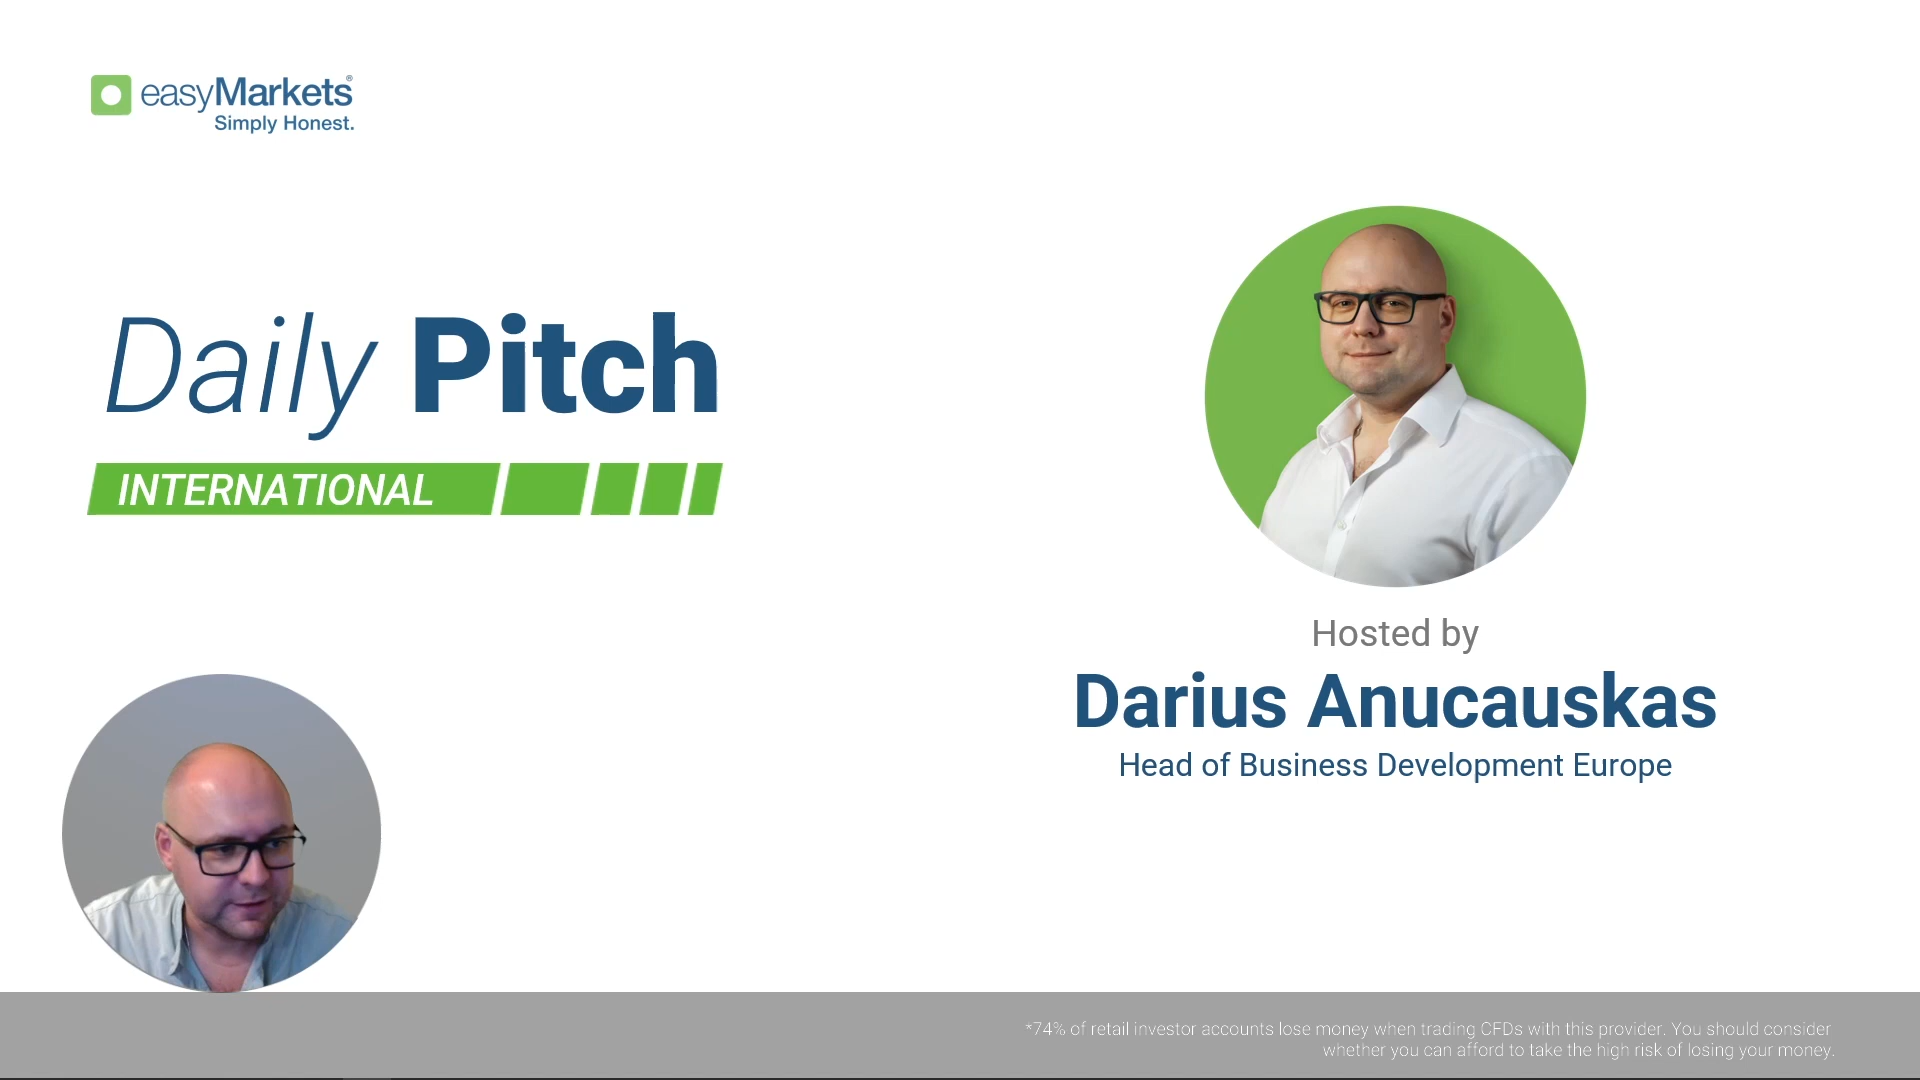 easyMarkets®
Simply Honest.
Daily Pitch
INTERNATIONAL
Hosted by
Darius Anucauskas
Head of Business Development Europe
*74% of retail investor accounts lose money when trading CFDs with this provider. You should consider
whether you can afford to take the high risk of losing your money.